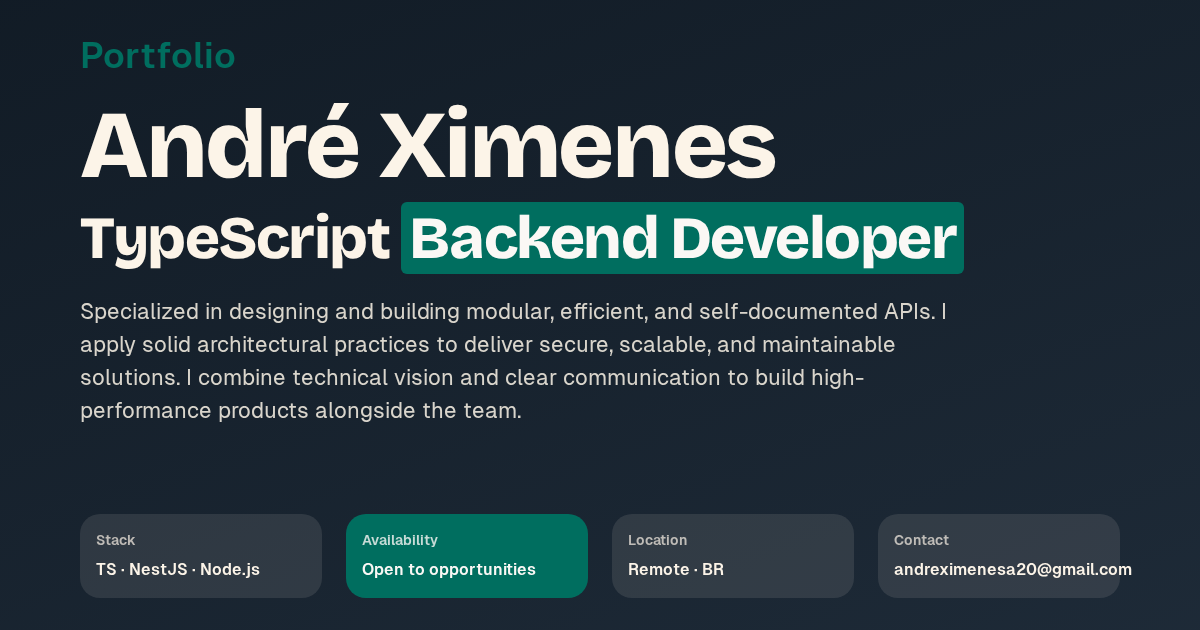 Portfolio
André Ximenes
TypeScript Backend Developer
Specialized in designing and building modular, efficient, and self-documented APIs. I
apply solid architectural practices to deliver secure, scalable, and maintainable
solutions. I combine technical vision and clear communication to build high-
performance products alongside the team.
Stack
TS · NestJS · Node.js
Availability
Open to opportunities
Location
Remote · BR
Contact
andreximenesa20@gmail.com